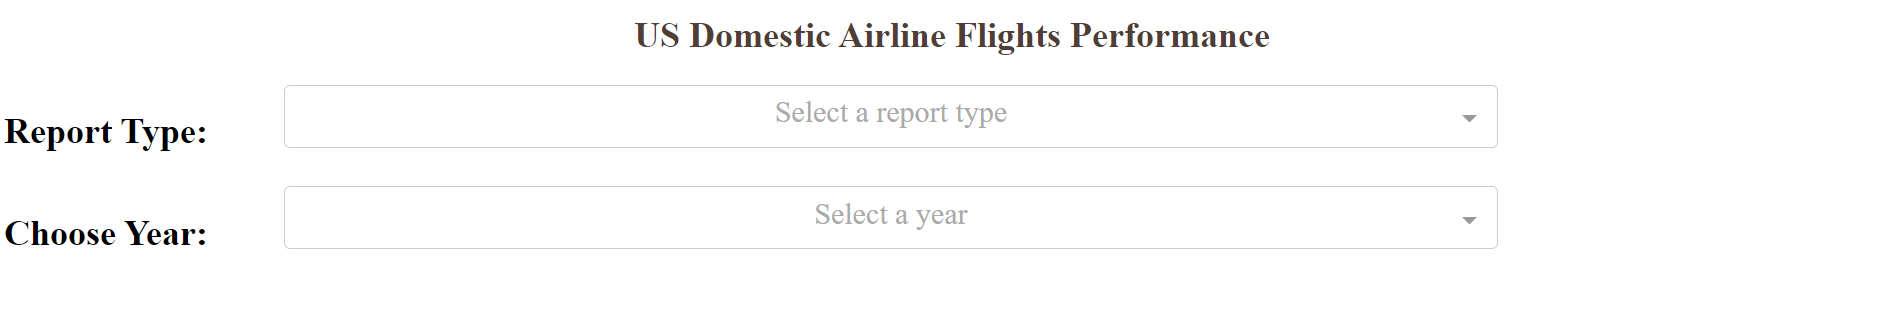 US Domestic Airline Flights Performance
Report Type:
Select a report type
Choose Year:
Select a year